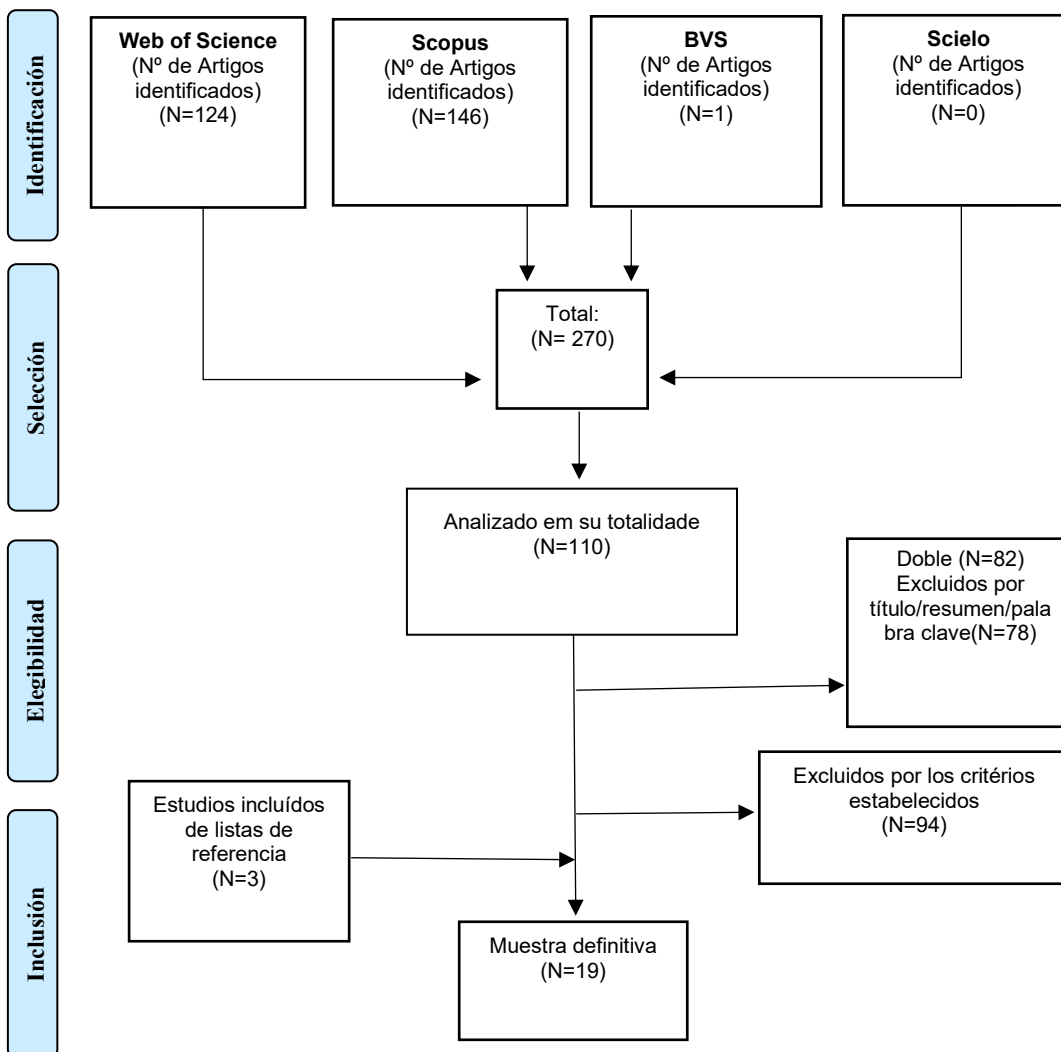 Identificación
Web of Science
(Nº de Artigos
identificados)
(N=124)
Scopus
(Nº de Artigos
identificados)
(N=146)
BVS
(Nº de Artigos
identificados)
(N=1)
Scielo
(Nº de Artigos
identificados)
(N=0)
Selección
Total:
(N= 270)
Analizado em su totalidade
(N=110)
Elegibilidad
Doble (N=82)
Excluidos por
título/resumen/pala
bra clave(N=78)
Excluidos por los critérios
estabelecidos
(N=94)
Inclusión
Estudios incluídos
de listas de
referencia
(N=3)
Muestra definitiva
(N=19)